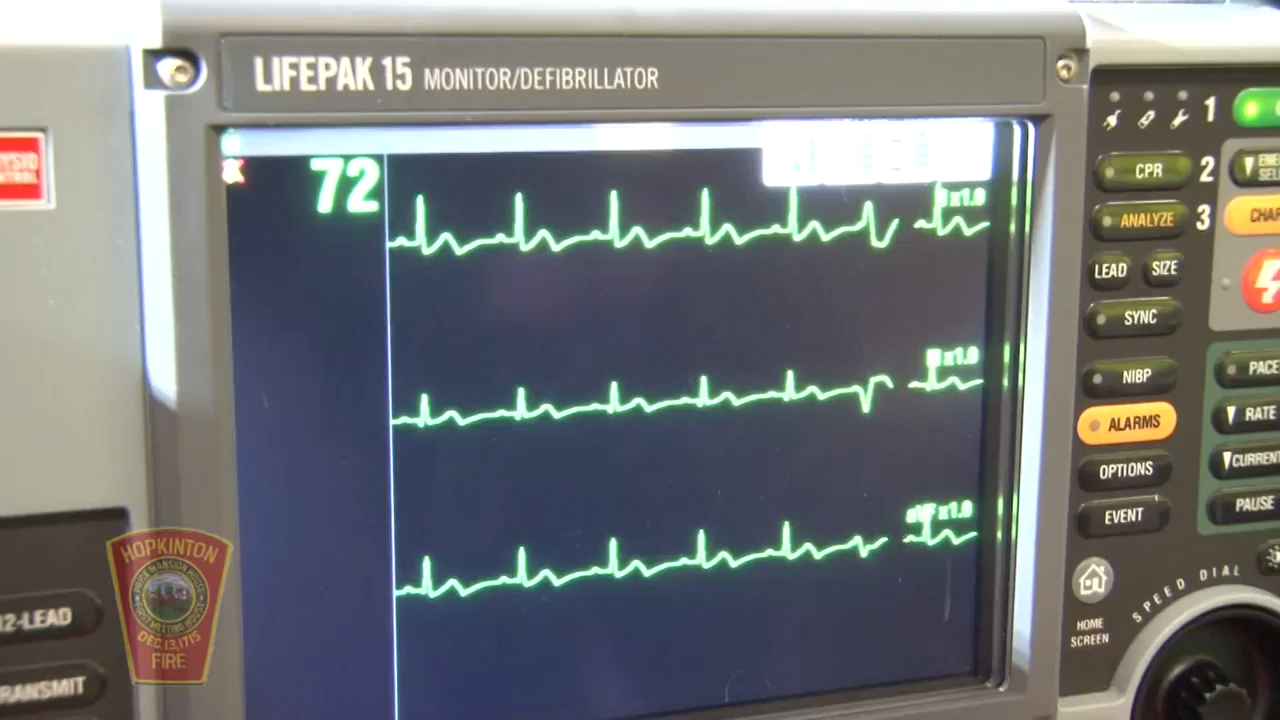 LIFEPAK 15 MONITOR/DEFIBRILLATOR
72
x1.0
x1.0
aVF x1.0
1
2
3
CPR
ANALYZE
LEAD
SIZE
SYNC
NIBP
ALARMS
OPTIONS
EVENT
HOME
SCREEN
SPEED DIAL
PACE
RATE
CURRENT
PAUSE
12-LEAD
TRANSMIT
HOPKINTON
DEC.13,1715
FIRE